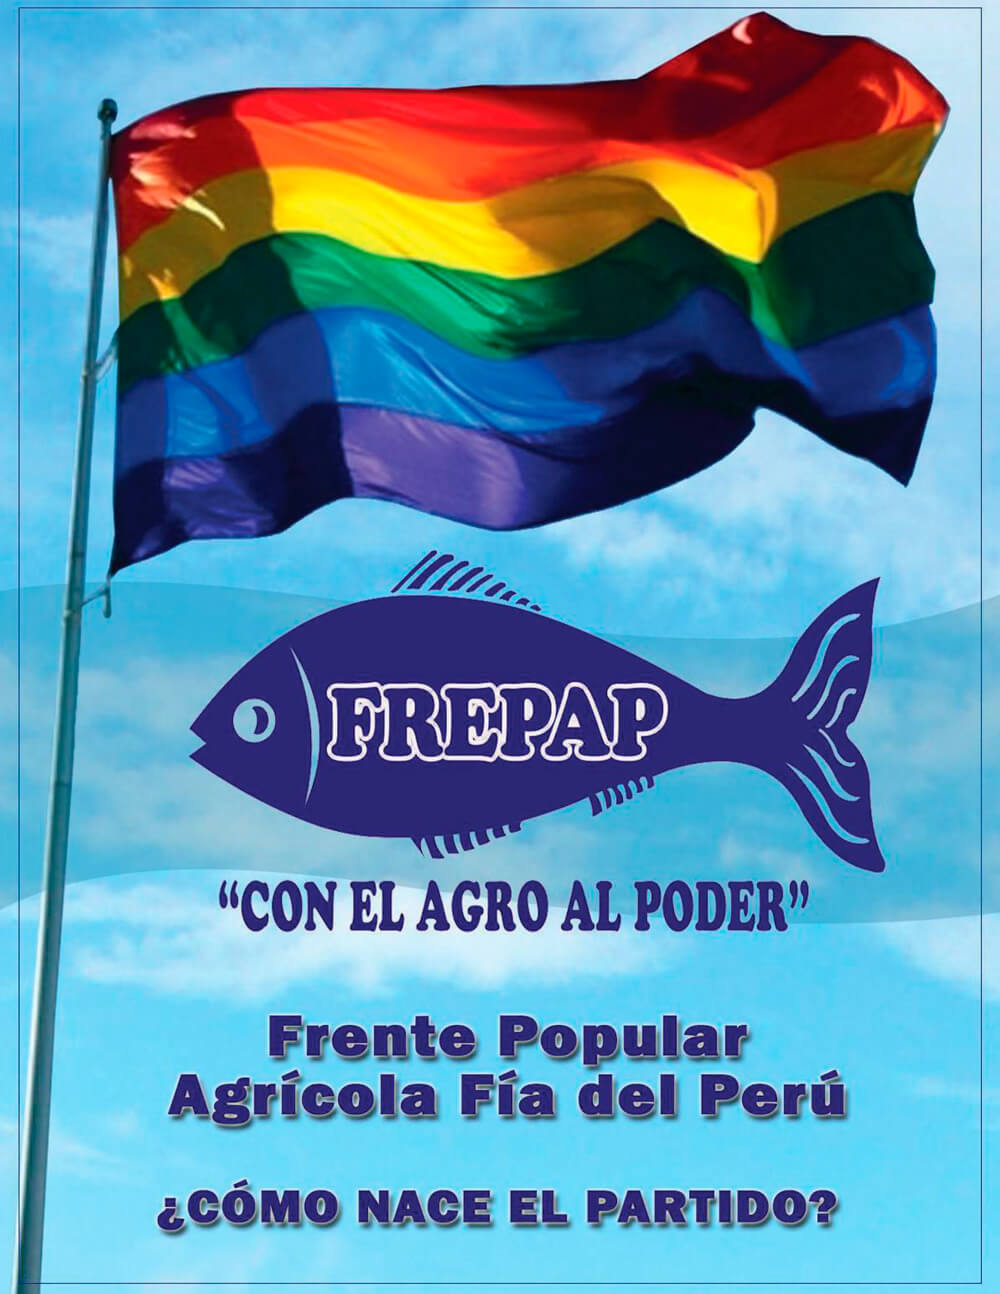 FREPAP
“CON EL AGRO AL PODER”
Frente Popular
Agrícola Fía del Perú
¿CÓMO NACE EL PARTIDO?